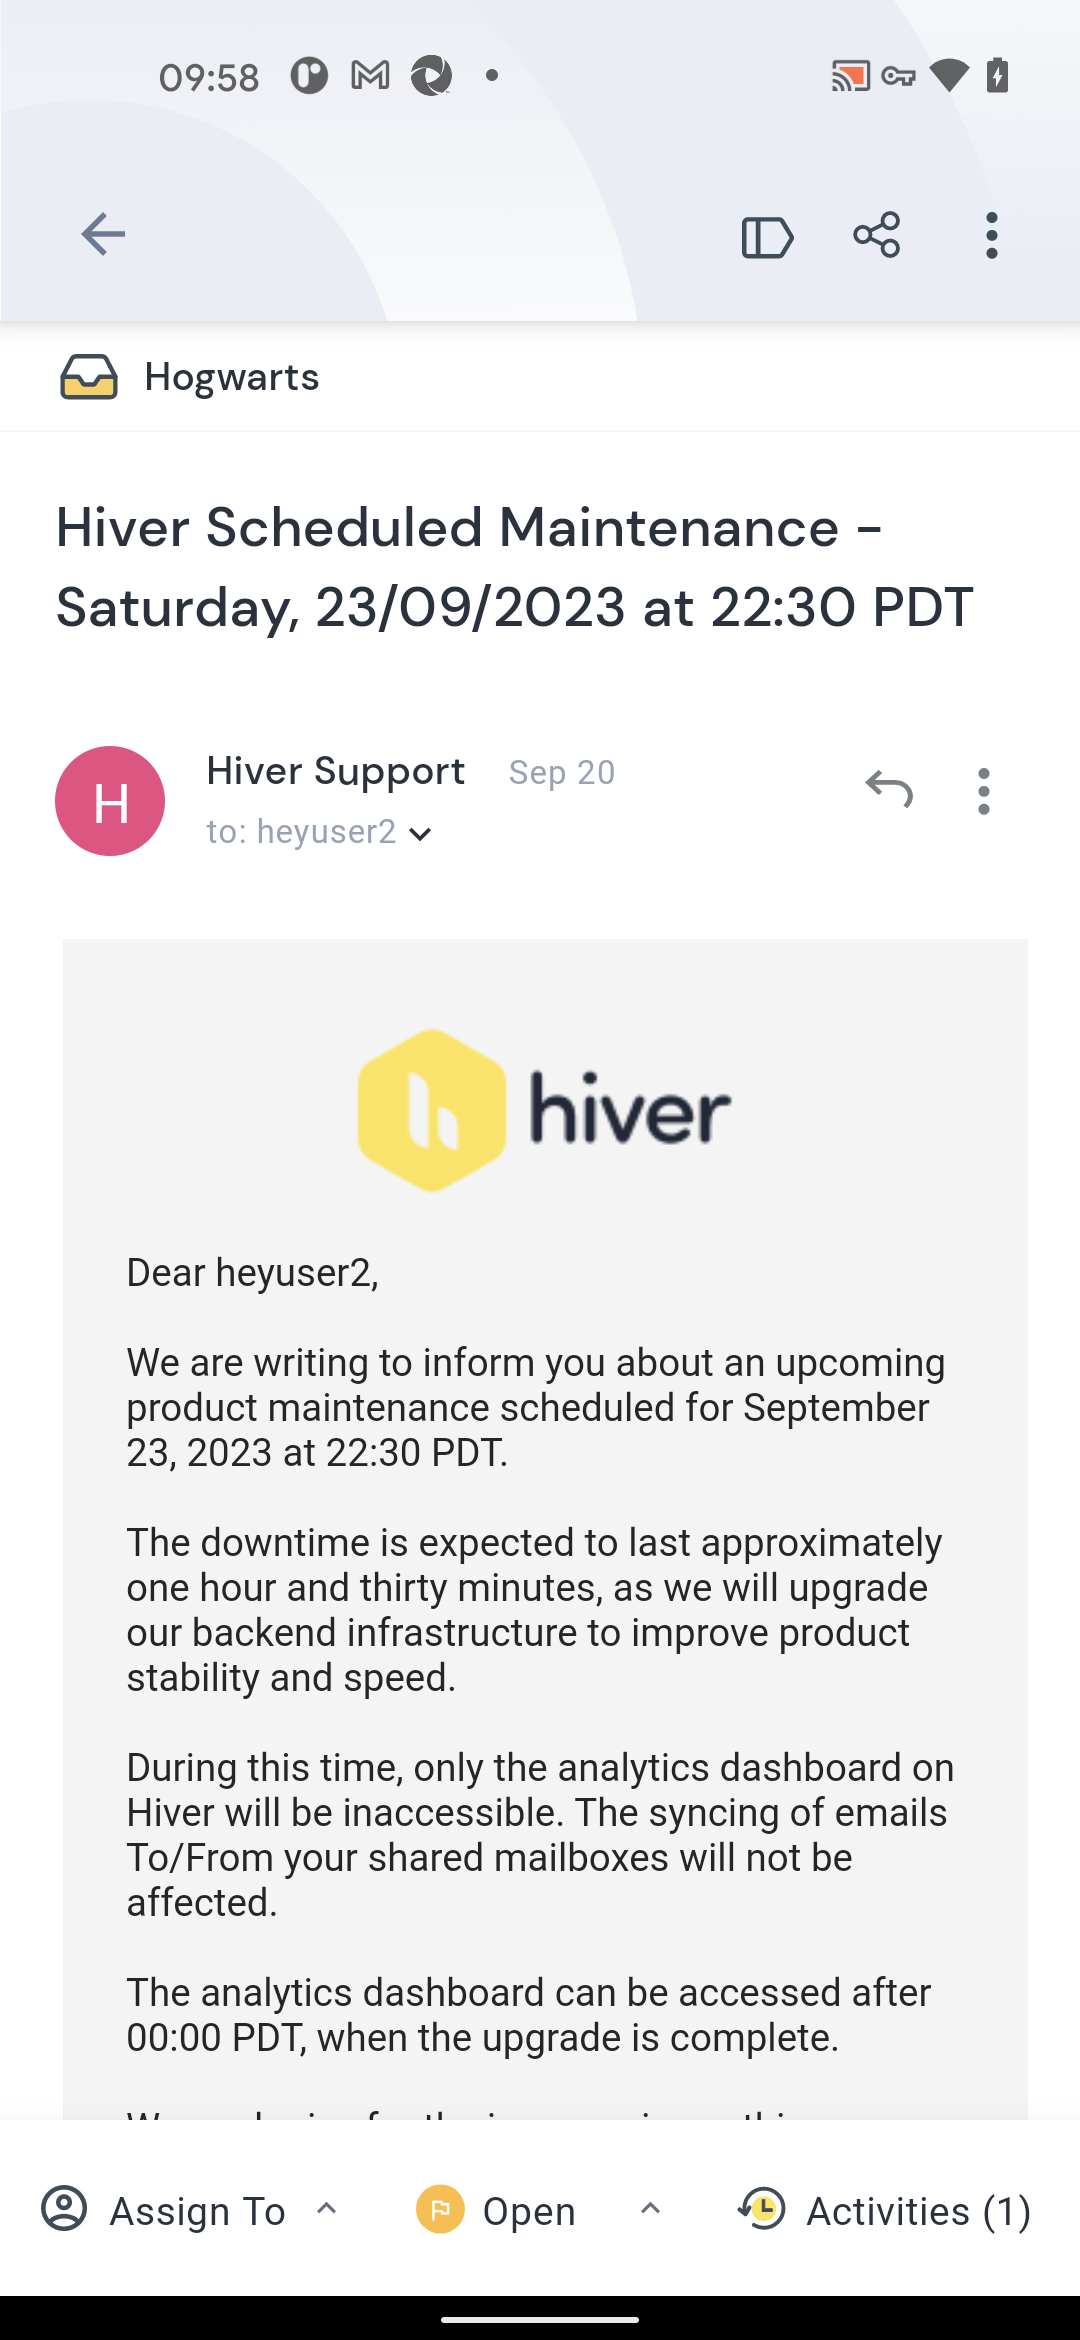 09:58
Hogwarts
Hiver Scheduled Maintenance -
Saturday, 23/09/2023 at 22:30 PDT
H
Hiver Support Sep 20
to: heyuser2
hiver
Dear heyuser2,
We are writing to inform you about an upcoming
product maintenance scheduled for September
23, 2023 at 22:30 PDT.
The downtime is expected to last approximately
one hour and thirty minutes, as we will upgrade
our backend infrastructure to improve product
stability and speed.
During this time, only the analytics dashboard on
Hiver will be inaccessible. The syncing of emails
To/From your shared mailboxes will not be
affected.
The analytics dashboard can be accessed after
00:00 PDT, when the upgrade is complete.
Assign To Open Activities (1)